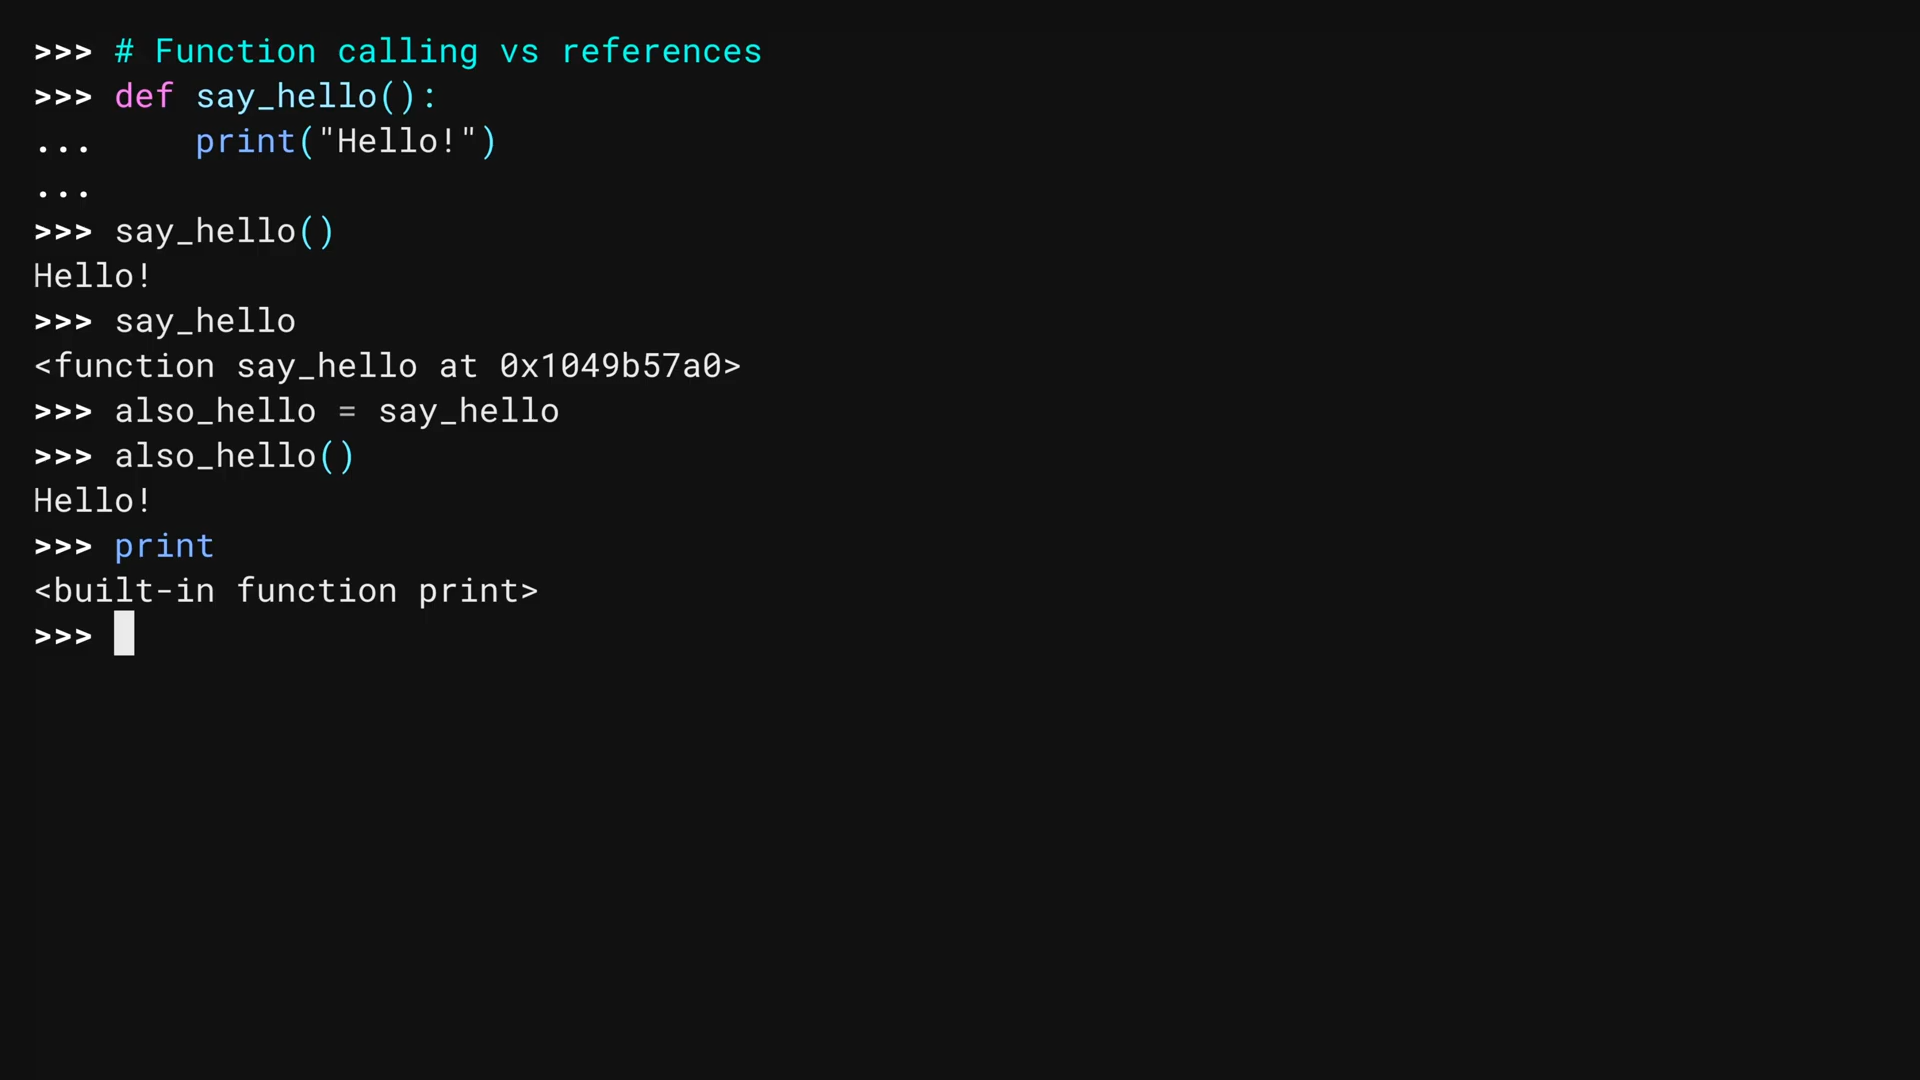 >>> # Function calling vs references
>>> def say_hello():
...     print("Hello!")
...
>>> say_hello()
Hello!
>>> say_hello
<function say_hello at 0x1049b57a0>
>>> also_hello = say_hello
>>> also_hello()
Hello!
>>> print
<built-in function print>
>>>